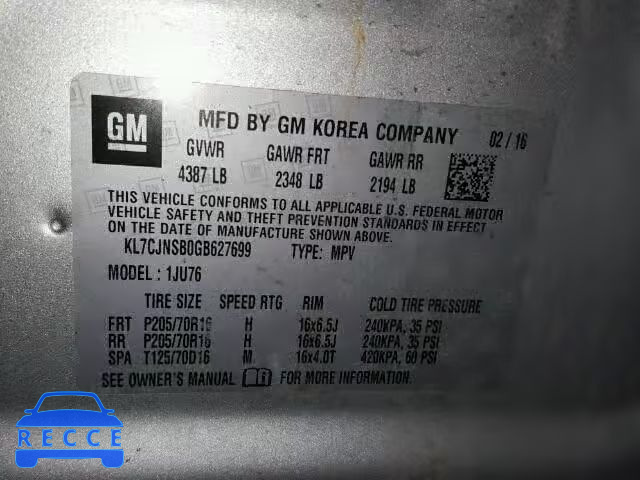 GM
MFD BY GM KOREA COMPANY 02/16
GVWR GAWR FRT GAWR RR
4387 LB 2348 LB 2194 LB
THIS VEHICLE CONFORMS TO ALL APPLICABLE U.S. FEDERAL MOTOR
VEHICLE SAFETY AND THEFT PREVENTION STANDARDS IN EFFECT
ON THE DATE OF MANUFACTURE SHOWN ABOVE.
KL7CJNSB0GB627699 TYPE: MPV
MODEL: 1JU76
TIRE SIZE SPEED RTG RIM COLD TIRE PRESSURE
FRT P205/70R16 H 16x6.5J 240KPA, 35 PSI
RR P205/70R16 H 16x6.5J 240KPA, 35 PSI
SPA T125/70D16 M 16x4.0T 420KPA, 60 PSI
SEE OWNER'S MANUAL FOR MORE INFORMATION.
RECCE